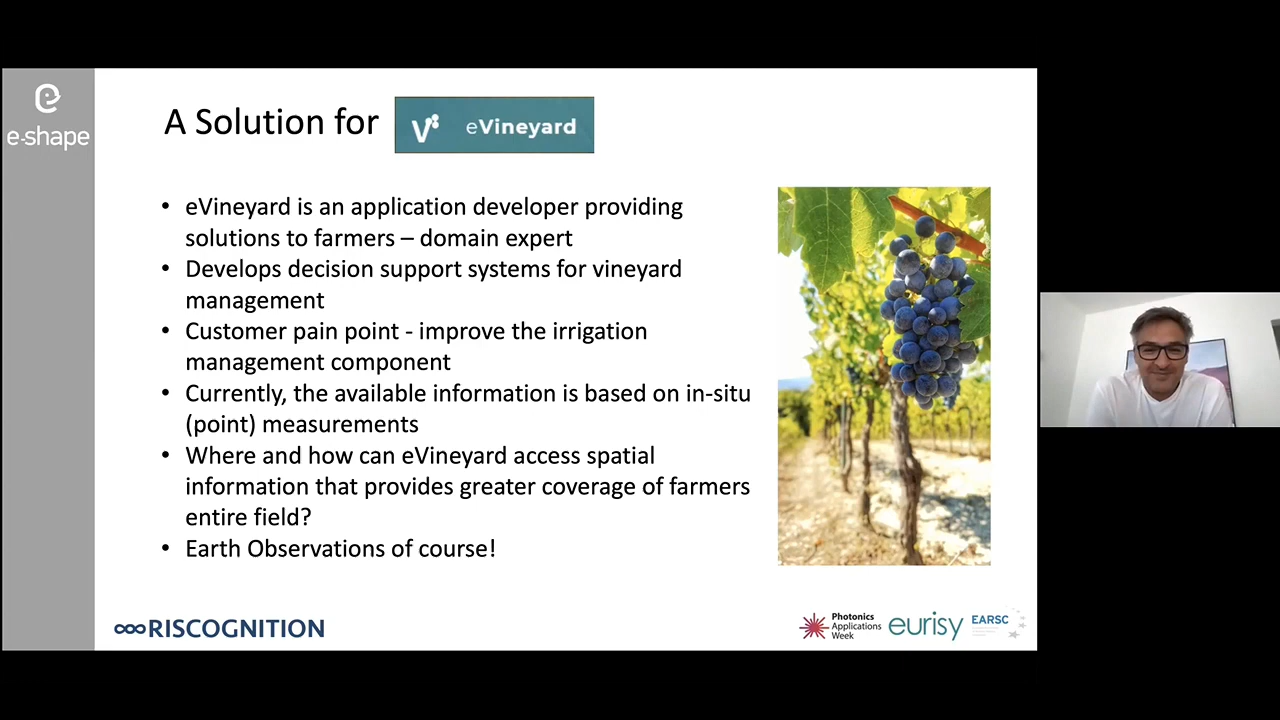 e-shape
A Solution for
eVineyard
• eVineyard is an application developer providing
solutions to farmers – domain expert
• Develops decision support systems for vineyard
management
• Customer pain point - improve the irrigation
management component
• Currently, the available information is based on in-situ
(point) measurements
• Where and how can eVineyard access spatial
information that provides greater coverage of farmers
entire field?
• Earth Observations of course!
RISCOGNITION
Photonics
Applications
Week
eurisy
EARSC